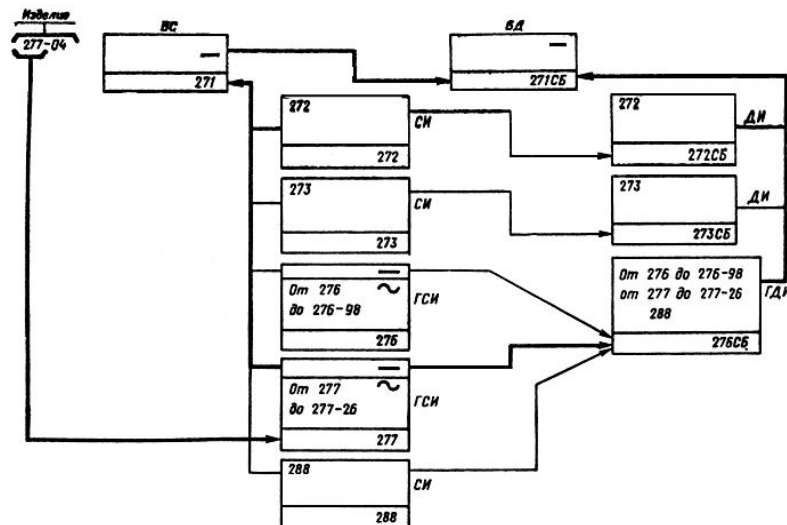 Изделие
277-04
ВС
271
БД
271СБ
272
272
СИ
272
272СБ
ДИ
273
273
СИ
273
273СБ
ДИ
От 276
до 276-98
276
ГСИ
От 276 до 276-98
от 277 до 277-26
288
276СБ
ГДИ
От 277
до 277-26
277
ГСИ
288
288
СИ